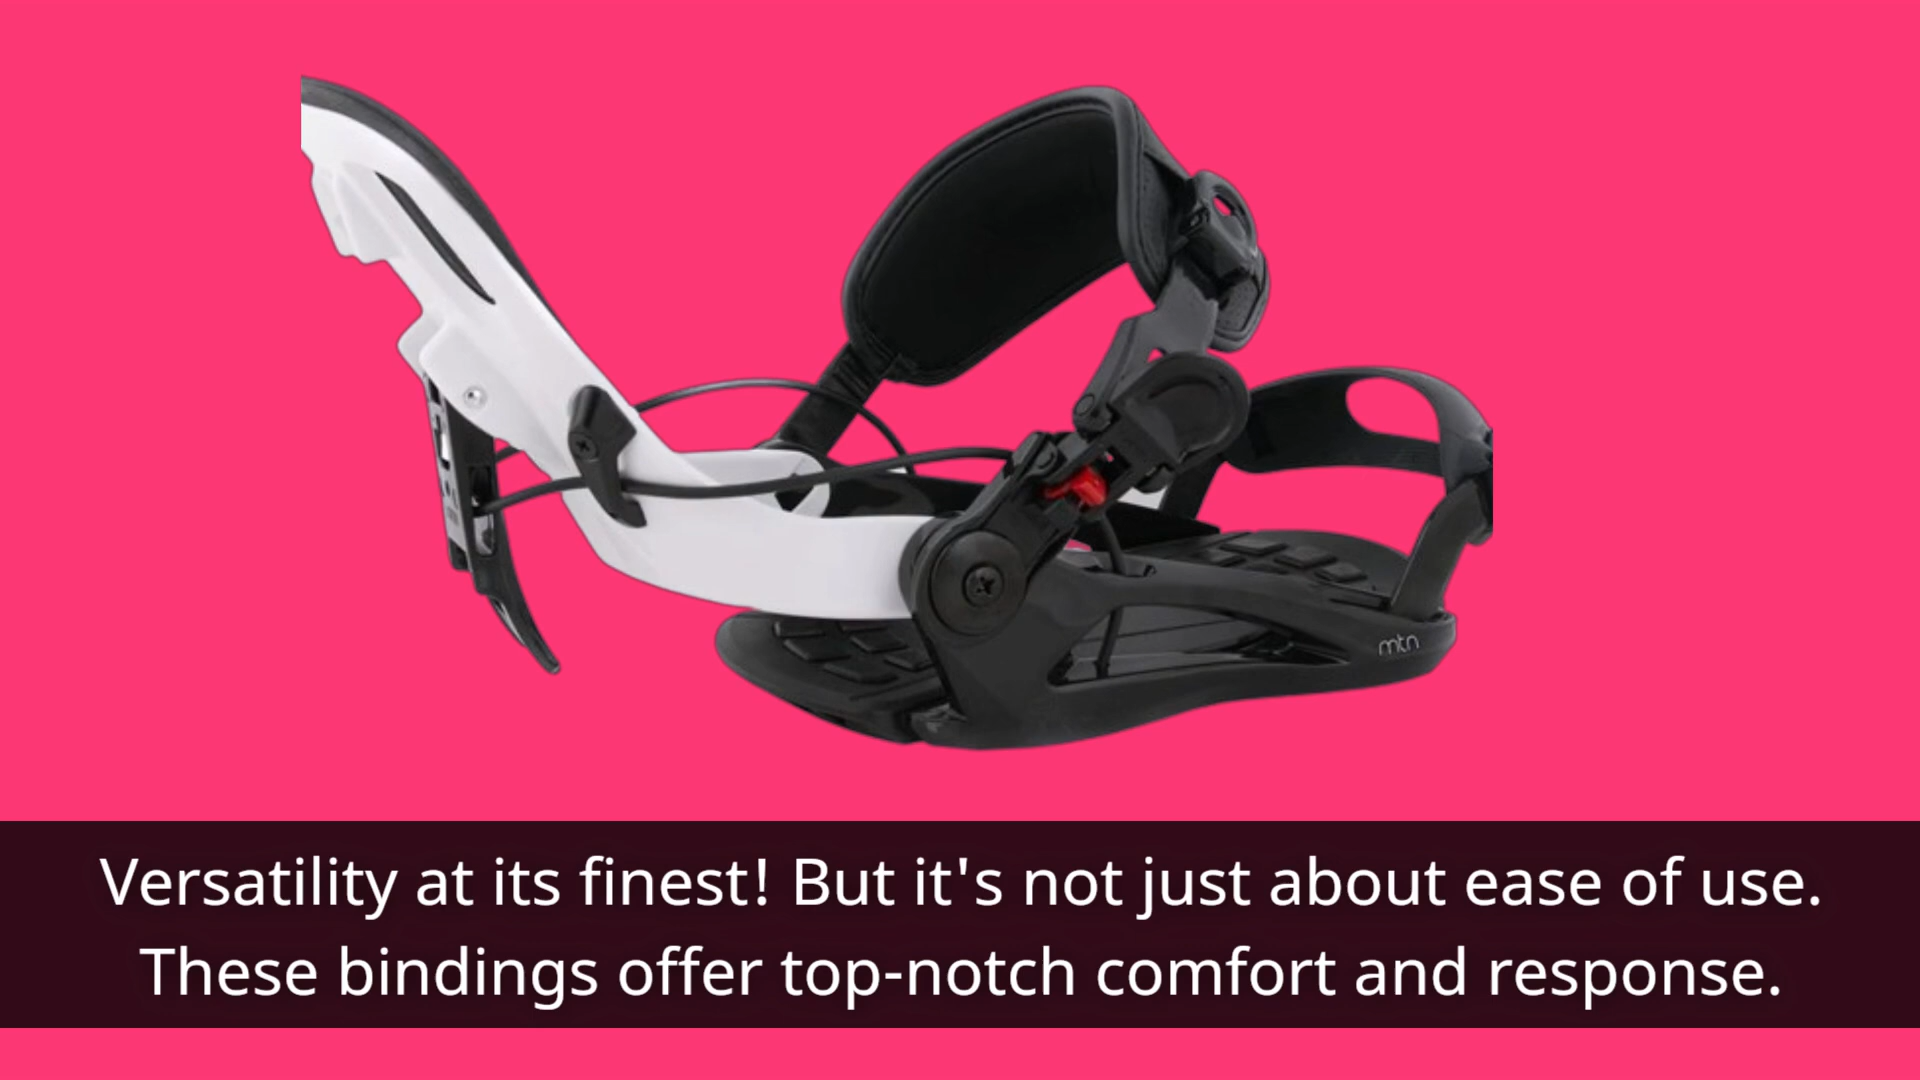 mtn
Versatility at its finest! But it's not just about ease of use.
These bindings offer top-notch comfort and response.